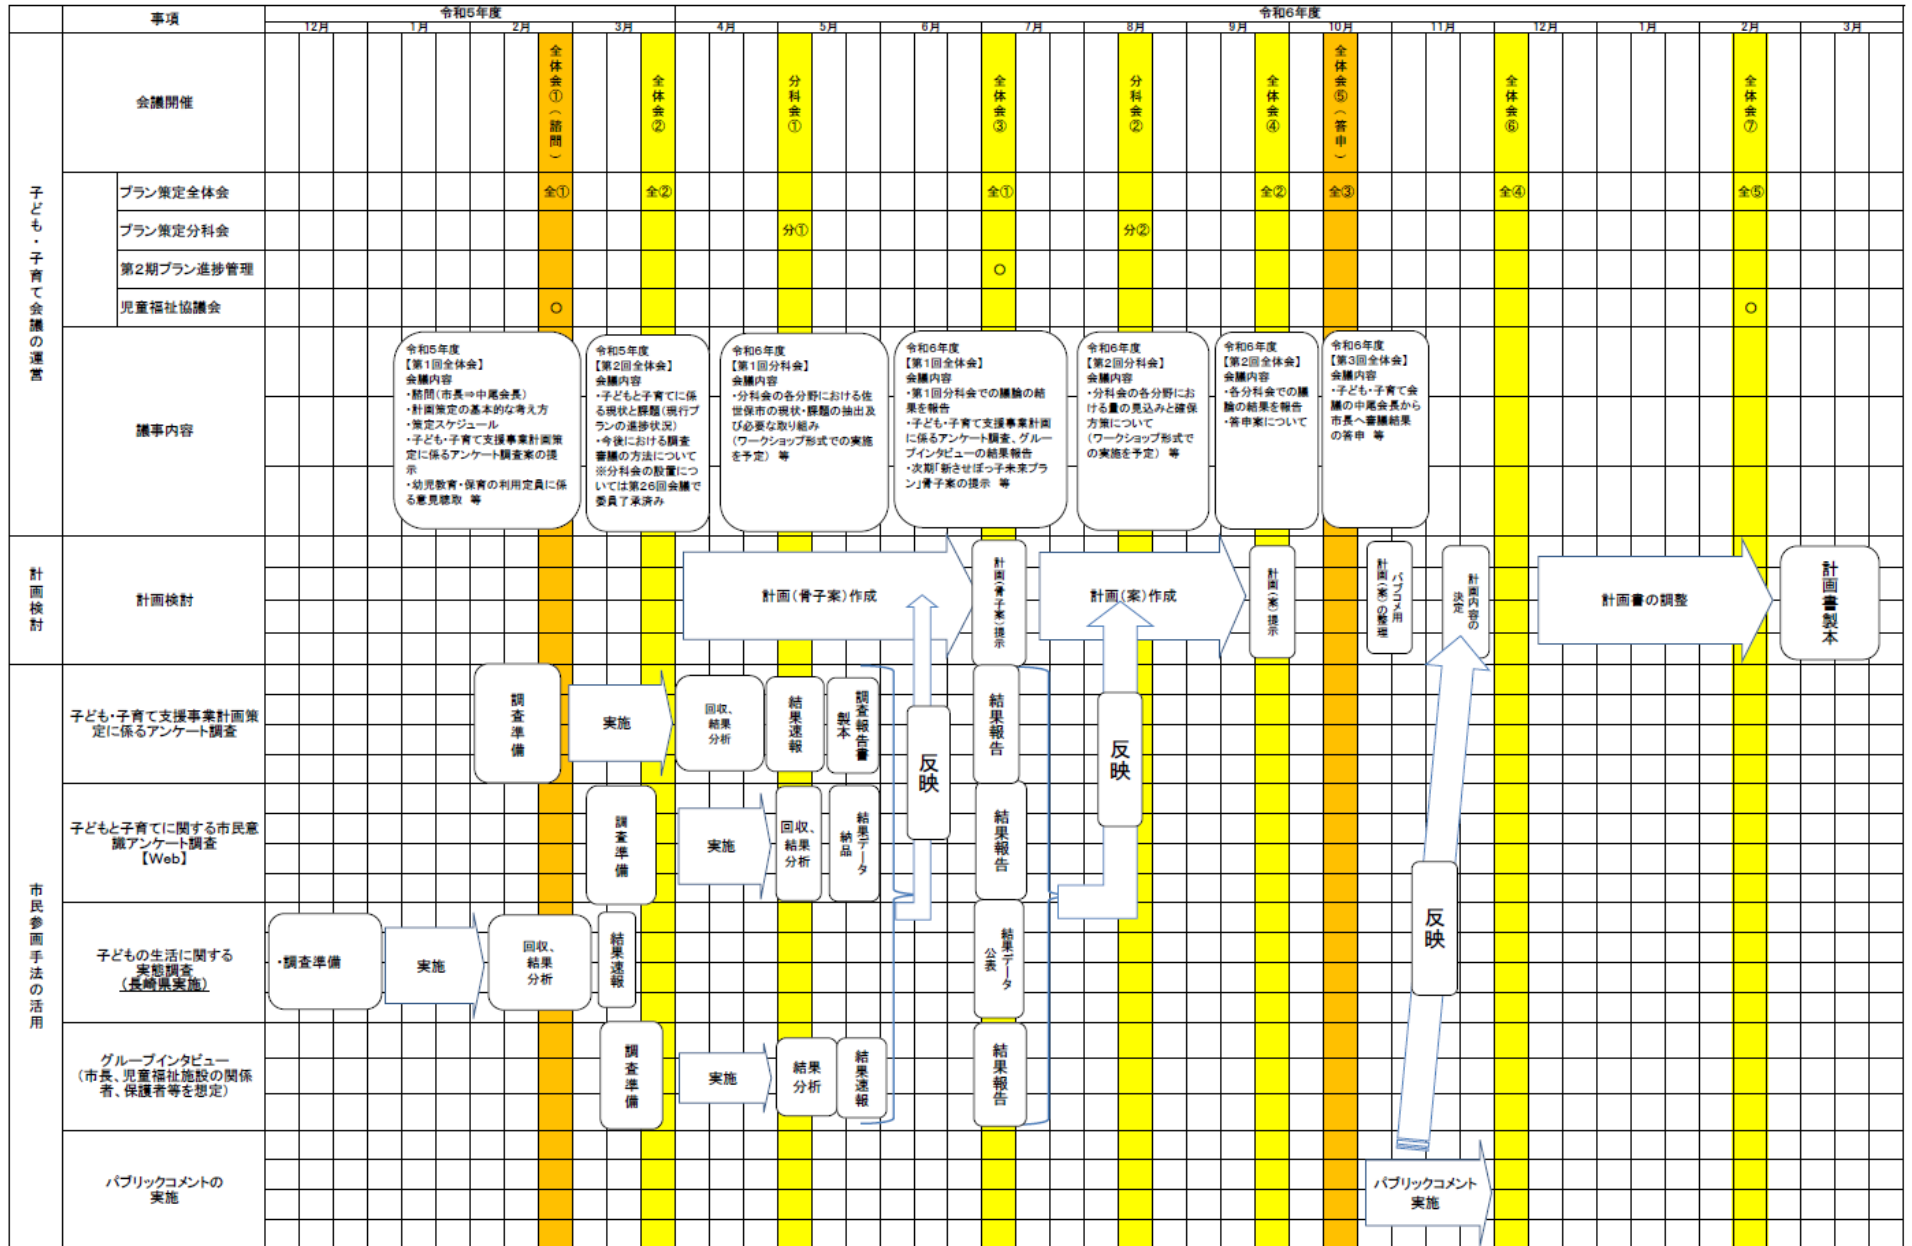 事項
令和5年度
令和6年度
12月
1月
2月
3月
4月
5月
6月
7月
8月
9月
10月
11月
12月
1月
2月
3月
子ども・子育て会議の運営
会議開催
全体会①(諮問)
全体会②
分科会①
全体会③
分科会②
全体会④
全体会⑤(答申)
全体会⑥
全体会⑦
プラン策定全体会
全①
全②
全①
全②
全③
全④
全⑤
プラン策定分科会
分①
分②
第2期プラン進捗管理
○
児童福祉協議会
○
○
議事内容
令和5年度
【第1回全体会】
会議内容
・諮問(市長⇒中尾会長)
・計画策定の基本的な考え方
・策定スケジュール
・子ども・子育て支援事業計画策
定に係るアンケート調査案の提
示
・幼児教育・保育の利用定員に係
る意見聴取 等
令和5年度
【第2回全体会】
会議内容
・子どもと子育てに係
る現状と課題(現行プ
ランの進捗状況)
・今後における調査
審議の方法について
※分科会の設置につ
いては第26回会議で
委員了承済み
令和6年度
【第1回分科会】
会議内容
・分科会の各分野における佐
世保市の現状・課題の抽出及
び必要な取り組み
(ワークショップ形式での実施
を予定) 等
令和6年度
【第1回全体会】
会議内容
・第1回分科会での議論の結
果を報告
・子ども・子育て支援事業計画
に係るアンケート調査、グルー
プインタビューの結果報告
・次期「新させぼっ子未来プラ
ン」骨子案の提示 等
令和6年度
【第2回分科会】
会議内容
・分科会の各分野にお
ける量の見込みと確保
方策について
(ワークショップ形式で
の実施を予定) 等
令和6年度
【第2回全体会】
会議内容
・各分科会での議
論の結果を報告
・答申案について
令和6年度
【第3回全体会】
会議内容
・子ども・子育て会
議の中尾会長から
市長へ審議結果
の答申 等
計画検討
計画検討
計画(骨子案)作成
計画(骨子案)提示
計画(案)作成
計画(案)提示
パブコメ用
計画(案)の整理
計画内容の
決定
計画書の調整
計画書製本
市民参画手法の活用
子ども・子育て支援事業計画策
定に係るアンケート調査
調査準備
実施
回収、
結果
分析
結果速報
調査報告書
製本
反映
結果報告
反映
子どもと子育てに関する市民意
識アンケート調査
【Web】
調査準備
実施
回収、
結果
分析
結果データ
納品
結果報告
子どもの生活に関する
実態調査
(長崎県実施)
・調査準備
実施
回収、
結果
分析
結果速報
結果データ
公表
反映
グループインタビュー
(市長、児童福祉施設の関係
者、保護者等を想定)
調査準備
実施
結果
分析
結果速報
結果報告
パブリックコメントの
実施
パブリックコメント
実施